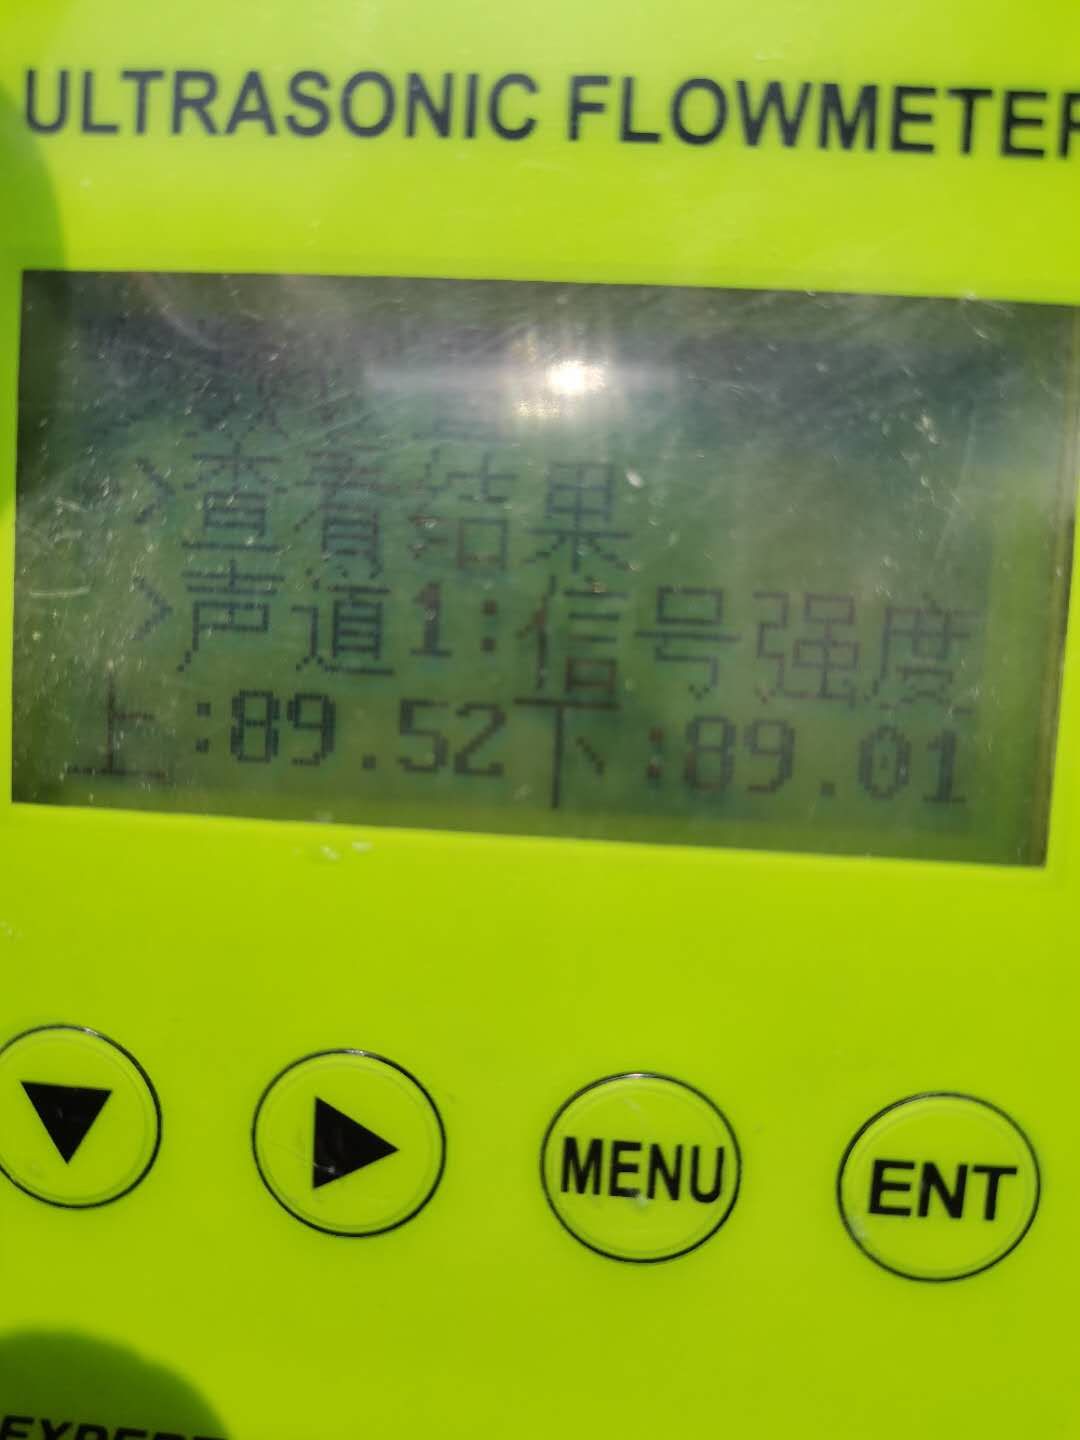 ULTRASONIC FLOWMETER
>查看结果
>声道1:信号强度
上:89.52下:89.01
MENU
ENT
EXPERT